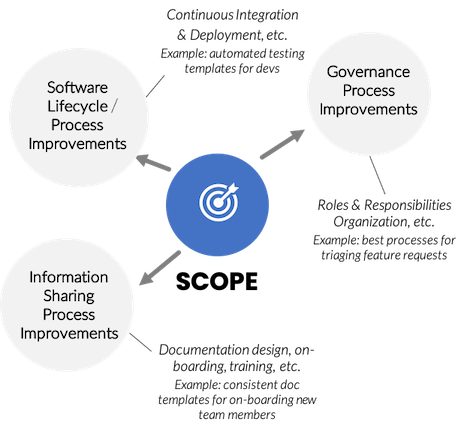 Continuous Integration
& Deployment, etc.
Example: automated testing
templates for devs
Software
Lifecycle /
Process
Improvements
Governance
Process
Improvements
Roles & Responsibilities
Organization, etc.
Example: best processes for
triaging feature requests
SCOPE
Information
Sharing
Process
Improvements
Documentation design, on-
boarding, training, etc.
Example: consistent doc
templates for on-boarding new
team members